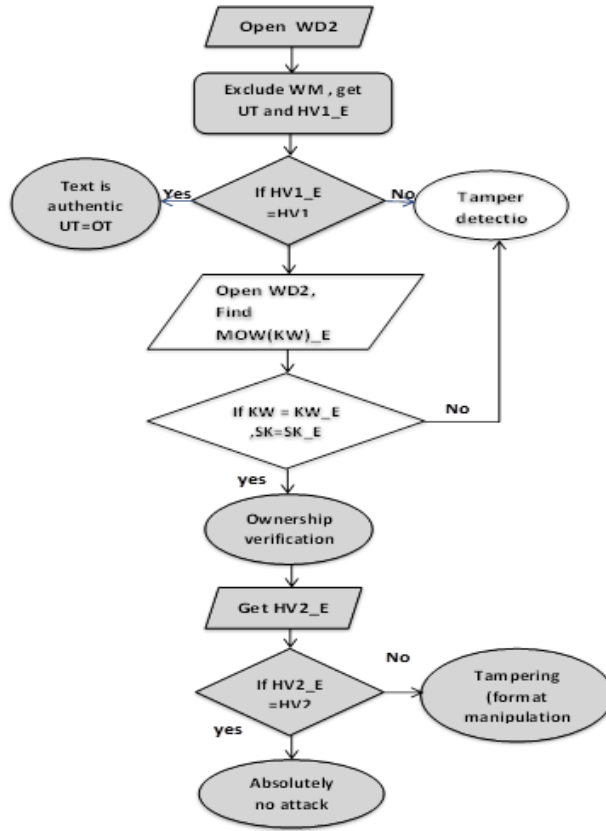 Open WD2
Exclude WM , get
UT and HV1_E
Yes
If HV1_E
=HV1
No
Text is
authentic
UT=OT
Tamper
detectio
Open WD2,
Find
MOW(KW)_E
If KW = KW_E
,SK=SK_E
No
yes
Ownership
verification
Get HV2_E
If HV2_E
=HV2
No
Tampering
(format
manipulation
yes
Absolutely
no attack